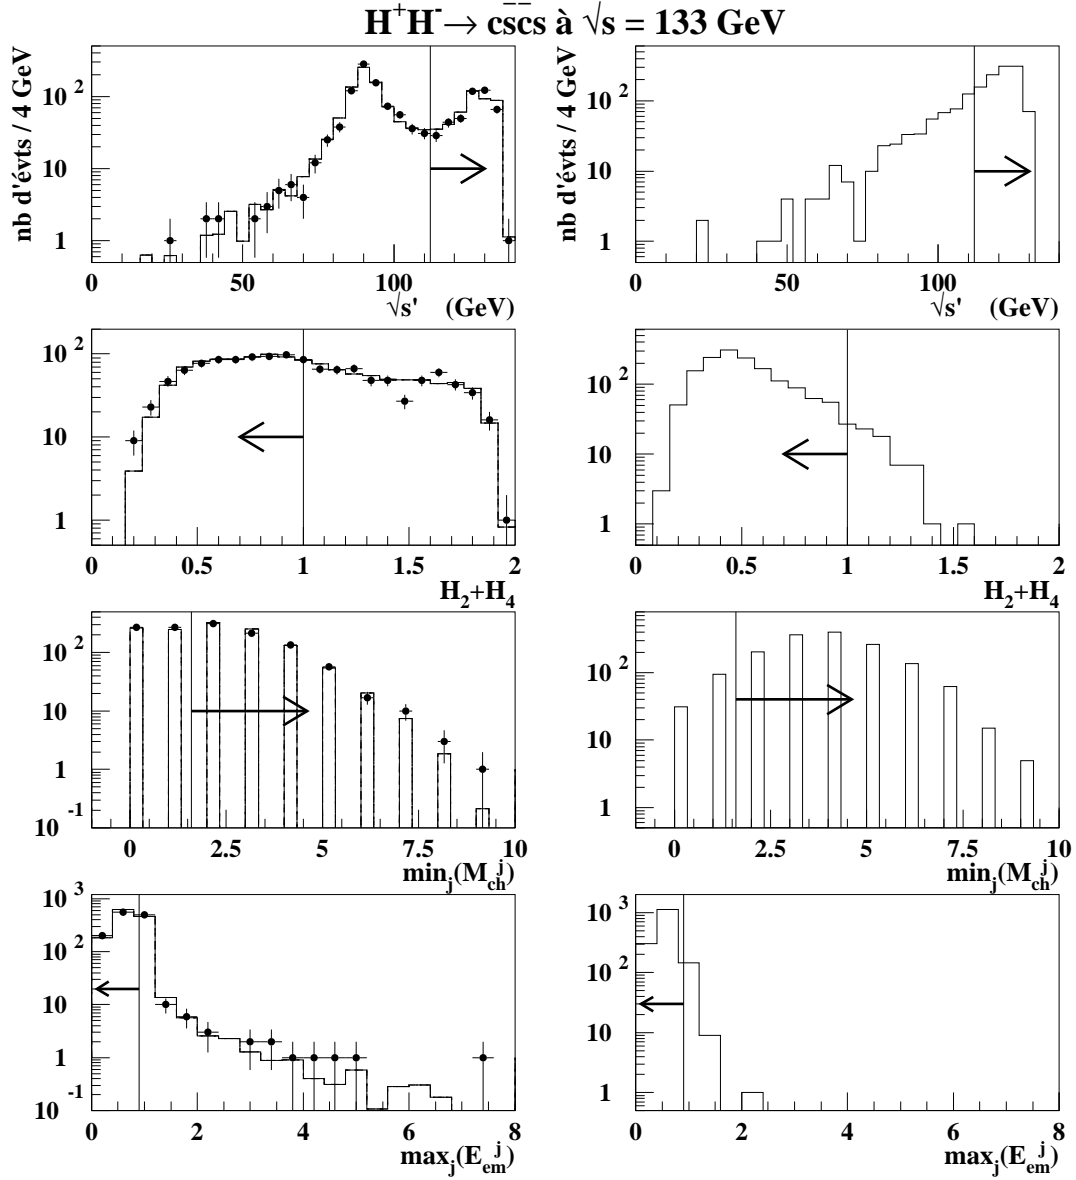 H⁺H⁻→ c̄sc̄s à √s = 133 GeV
nb d'évts / 4 GeV
10²
10
1
0 50 100
√s' (GeV)
nb d'évts / 4 GeV
10²
10
1
0 50 100
√s' (GeV)
10²
10
1
0 0.5 1 1.5 2
H₂+H₄
10²
10
1
0 0.5 1 1.5 2
H₂+H₄
10²
10
1
10⁻¹
0 2.5 5 7.5 10
min_j(M_ch^j)
10²
10
1
0 2.5 5 7.5 10
min_j(M_ch^j)
10³
10²
10
1
10⁻¹
0 2 4 6 8
max_j(E_em^j)
10³
10²
10
1
0 2 4 6 8
max_j(E_em^j)